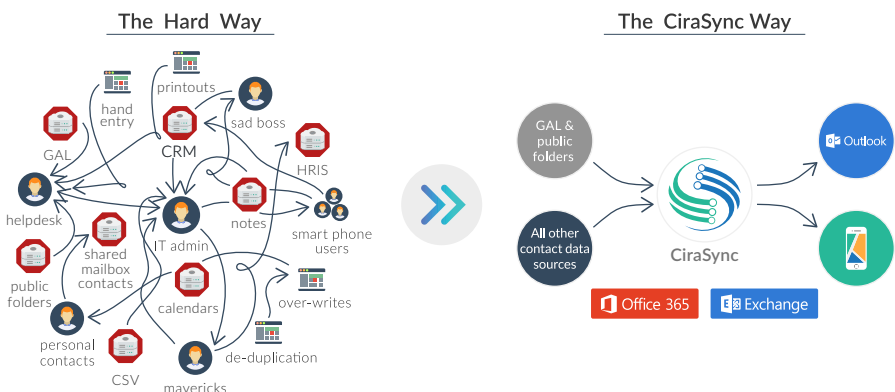 The Hard Way
The CiraSync Way
printouts
hand
entry
sad boss
GAL
CRM
HRIS
GAL &
public
folders
Outlook
helpdesk
IT admin
notes
smart phone
users
shared
mailbox
contacts
public
folders
All other
contact data
sources
CiraSync
calendars
over-writes
Office 365
Exchange
personal
contacts
de-duplication
CSV
mavericks